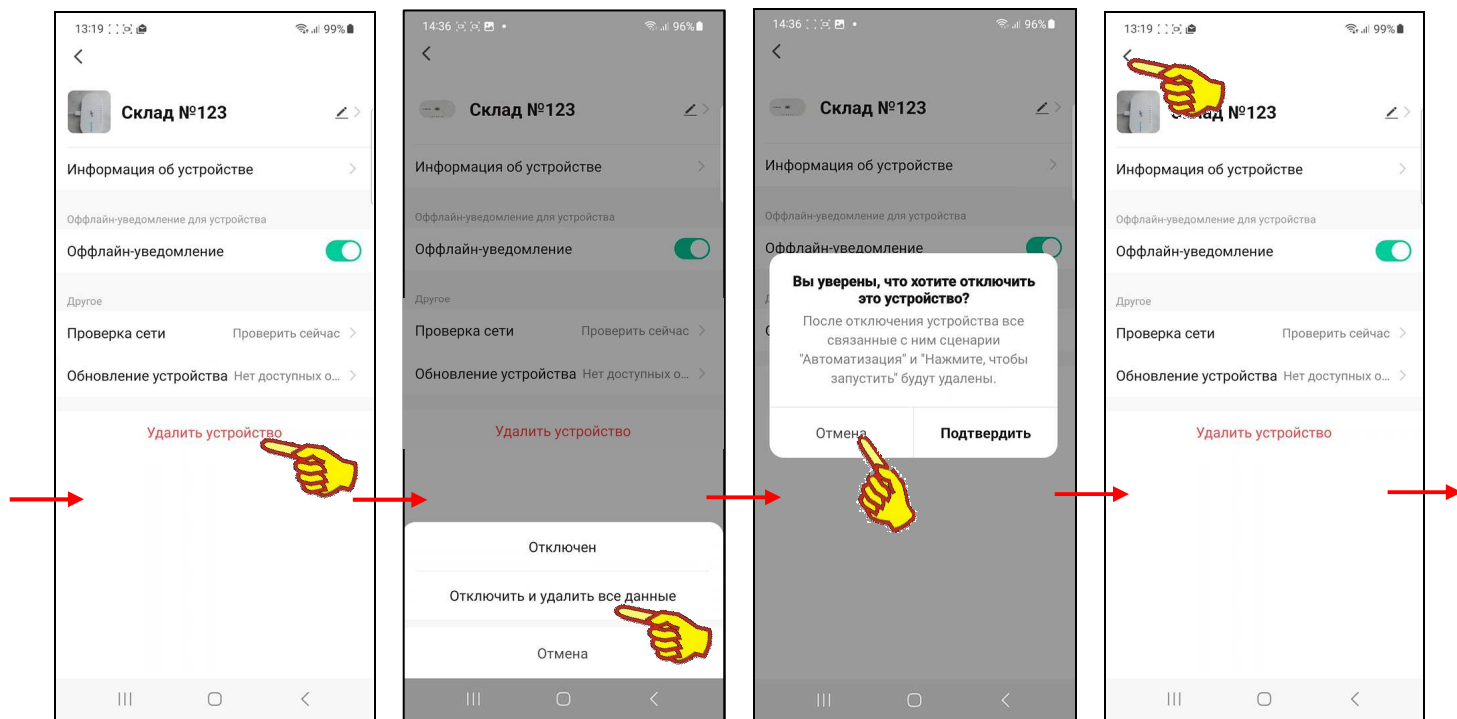 13:19 99%
Склад №123
Информация об устройстве
Оффлайн-уведомление для устройства
Оффлайн-уведомление
Другое
Проверка сети Проверить сейчас
Обновление устройства Нет доступных о...
Удалить устройство
14:36 96%
Склад №123
Информация об устройстве
Оффлайн-уведомление для устройства
Оффлайн-уведомление
Другое
Проверка сети Проверить сейчас
Обновление устройства Нет доступных о...
Удалить устройство
Отключен
Отключить и удалить все данные
Отмена
14:36 96%
Склад №123
Информация об устройстве
Оффлайн-уведомление для устройства
Оффлайн-уведомление
Вы уверены, что хотите отключить
это устройство?
После отключения устройства все
связанные с ним сценарии
"Автоматизация" и "Нажмите, чтобы
запустить" будут удалены.
Отмена Подтвердить
13:19 99%
Склад №123
Информация об устройстве
Оффлайн-уведомление для устройства
Оффлайн-уведомление
Другое
Проверка сети Проверить сейчас
Обновление устройства Нет доступных о...
Удалить устройство